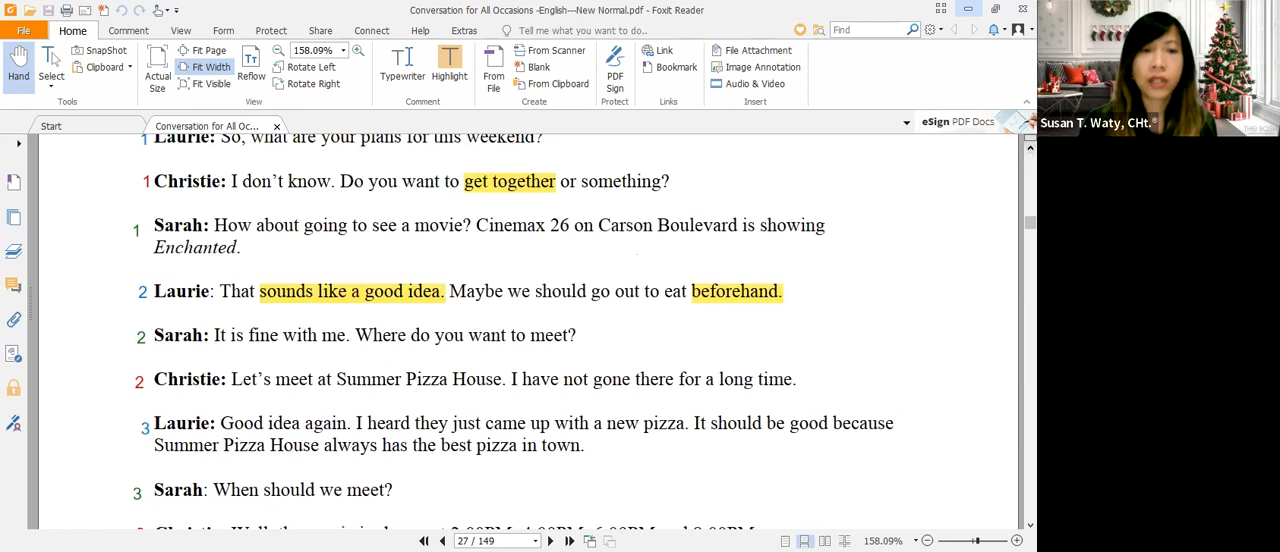 Conversation for All Occasions -English---New Normal.pdf - Foxit Reader
File Home Comment View Form Protect Share Connect Help Extras Tell me what you want to do.. Find
Hand
Select
SnapShot
Clipboard
Tools
Actual Size
Fit Page
Fit Width
Fit Visible
Reflow
158.09%
Rotate Left
Rotate Right
View
Typewriter
Highlight
Comment
From File
From Scanner
Blank
From Clipboard
Create
PDF Sign
Protect
Link
Bookmark
Links
File Attachment
Image Annotation
Audio & Video
Insert
Susan T. Waty, CHt.®
Start Conversation for All Oc... eSign PDF Docs
1 Laurie: So, what are your plans for this weekend?
1 Christie: I don't know. Do you want to get together or something?
1 Sarah: How about going to see a movie? Cinemax 26 on Carson Boulevard is showing
Enchanted.
2 Laurie: That sounds like a good idea. Maybe we should go out to eat beforehand.
2 Sarah: It is fine with me. Where do you want to meet?
2 Christie: Let's meet at Summer Pizza House. I have not gone there for a long time.
3 Laurie: Good idea again. I heard they just came up with a new pizza. It should be good because
Summer Pizza House always has the best pizza in town.
3 Sarah: When should we meet?
27 / 149 158.09%